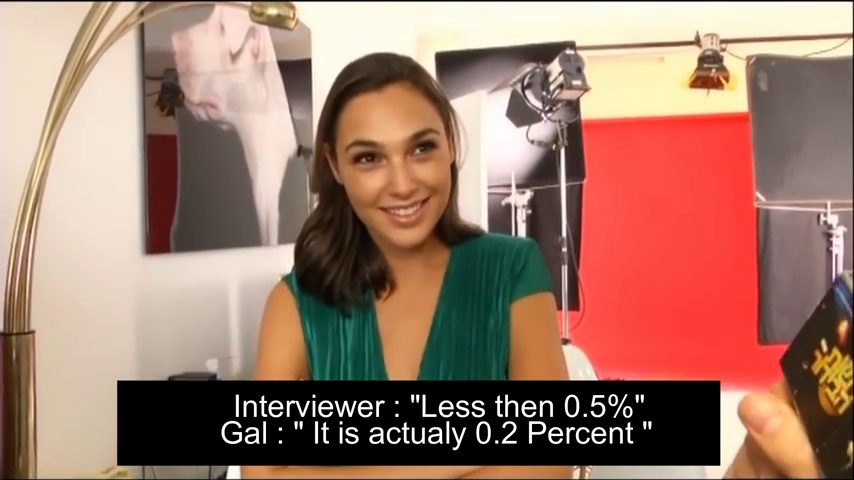 Interviewer : "Less then 0.5%"
Gal : " It is actualy 0.2 Percent "